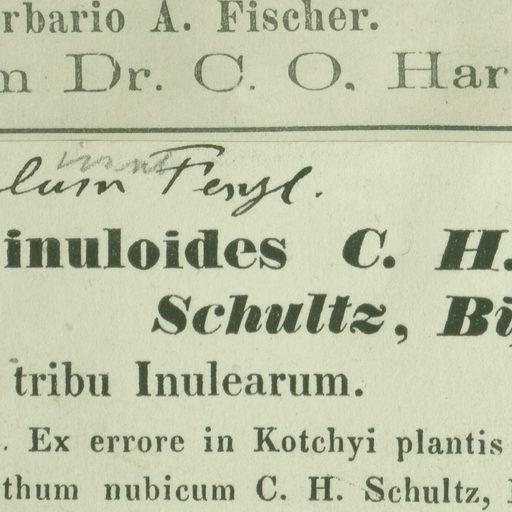 rbario A. Fischer.
m Dr. C. O. Har
lum Fenzl.
inuloides C. H.
Schultz, Bi
tribu Inulearum.
. Ex errore in Kotchyi plantis
thum nubicum C. H. Schultz,